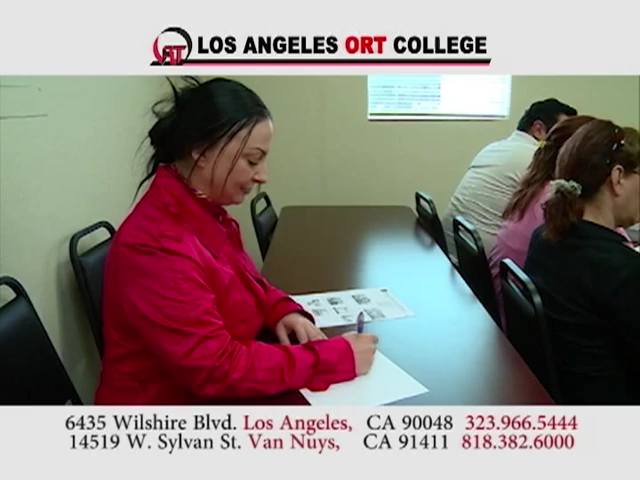 LOS ANGELES ORT COLLEGE
6435 Wilshire Blvd. Los Angeles, CA 90048 323.966.5444
14519 W. Sylvan St. Van Nuys, CA 91411 818.382.6000